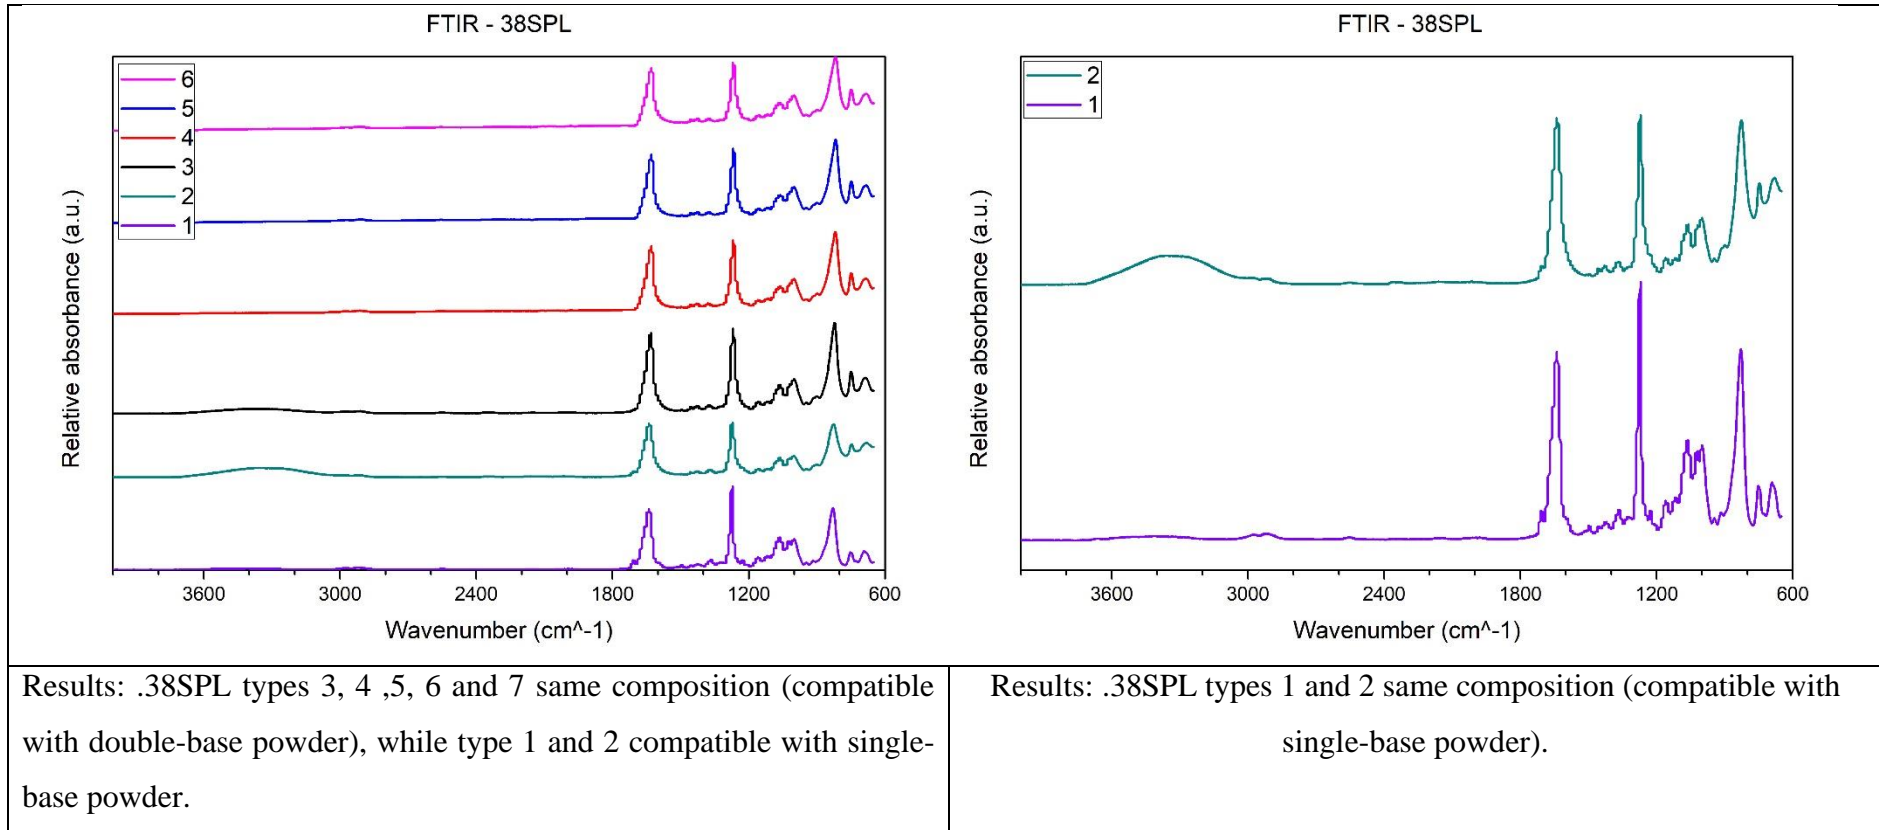 FTIR - 38SPL
6
5
4
3
2
1
Relative absorbance (a.u.)
3600 3000 2400 1800 1200 600
Wavenumber (cm^-1)
FTIR - 38SPL
2
1
Relative absorbance (a.u.)
3600 3000 2400 1800 1200 600
Wavenumber (cm^-1)
Results: .38SPL types 3, 4 ,5, 6 and 7 same composition (compatible
with double-base powder), while type 1 and 2 compatible with single-
base powder.
Results: .38SPL types 1 and 2 same composition (compatible with
single-base powder).